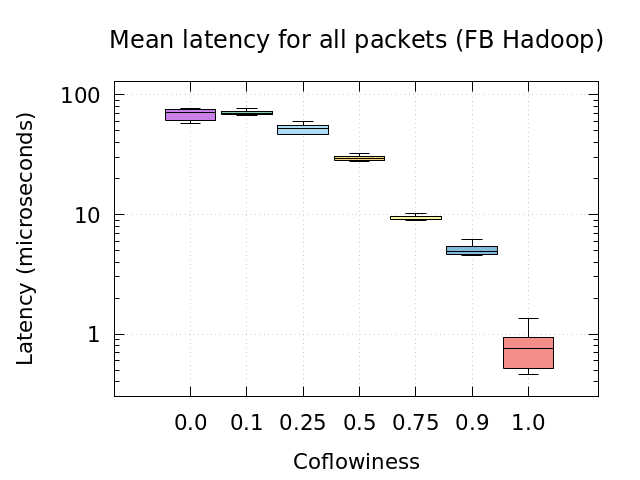 Mean latency for all packets (FB Hadoop)
Latency (microseconds)
100
10
1
0.0 0.1 0.25 0.5 0.75 0.9 1.0
Coflowiness